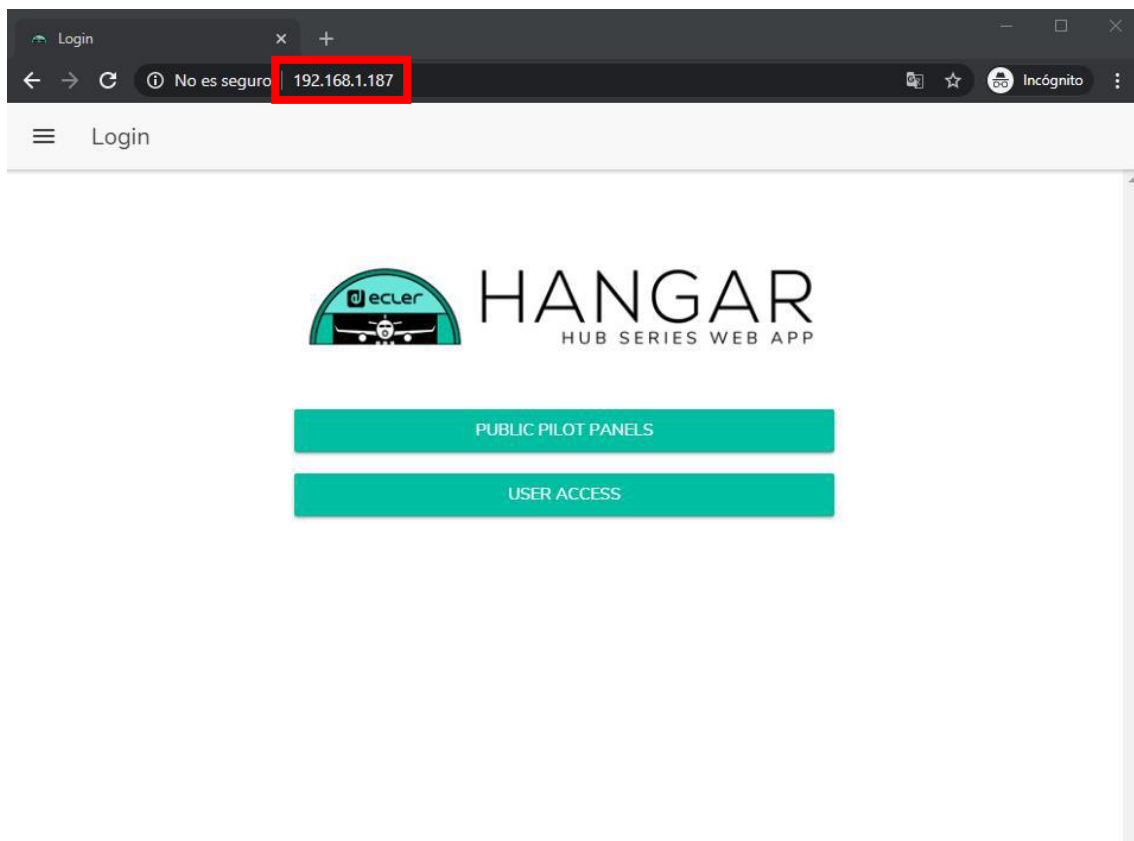 Login
No es seguro | 192.168.1.187
Incógnito
Login
ecler
HANGAR
HUB SERIES WEB APP
PUBLIC PILOT PANELS
USER ACCESS